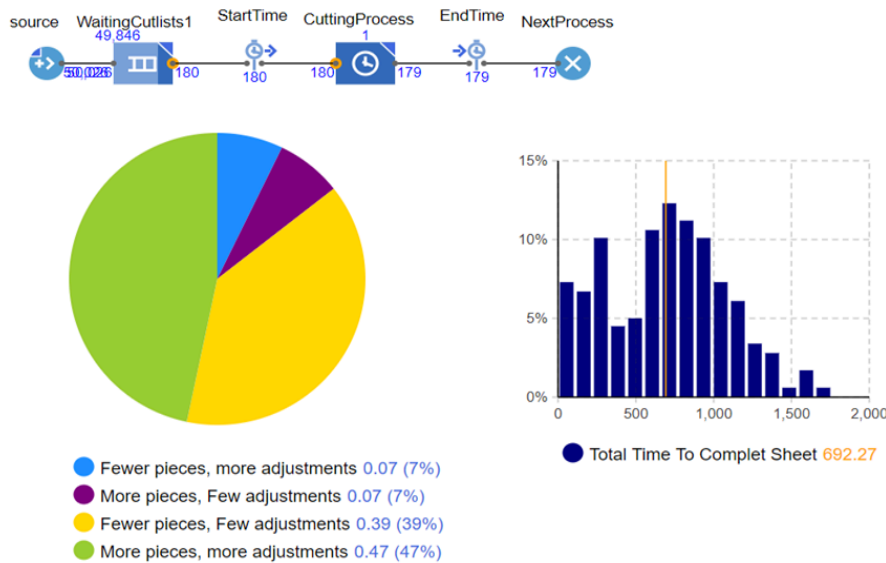 source WaitingCutlists1 StartTime CuttingProcess EndTime NextProcess
49,846 1
180 180 180 179 179 179
15%
10%
5%
0%
0 500 1,000 1,500 2,000
Total Time To Complet Sheet 692.27
Fewer pieces, more adjustments 0.07 (7%)
More pieces, Few adjustments 0.07 (7%)
Fewer pieces, Few adjustments 0.39 (39%)
More pieces, more adjustments 0.47 (47%)